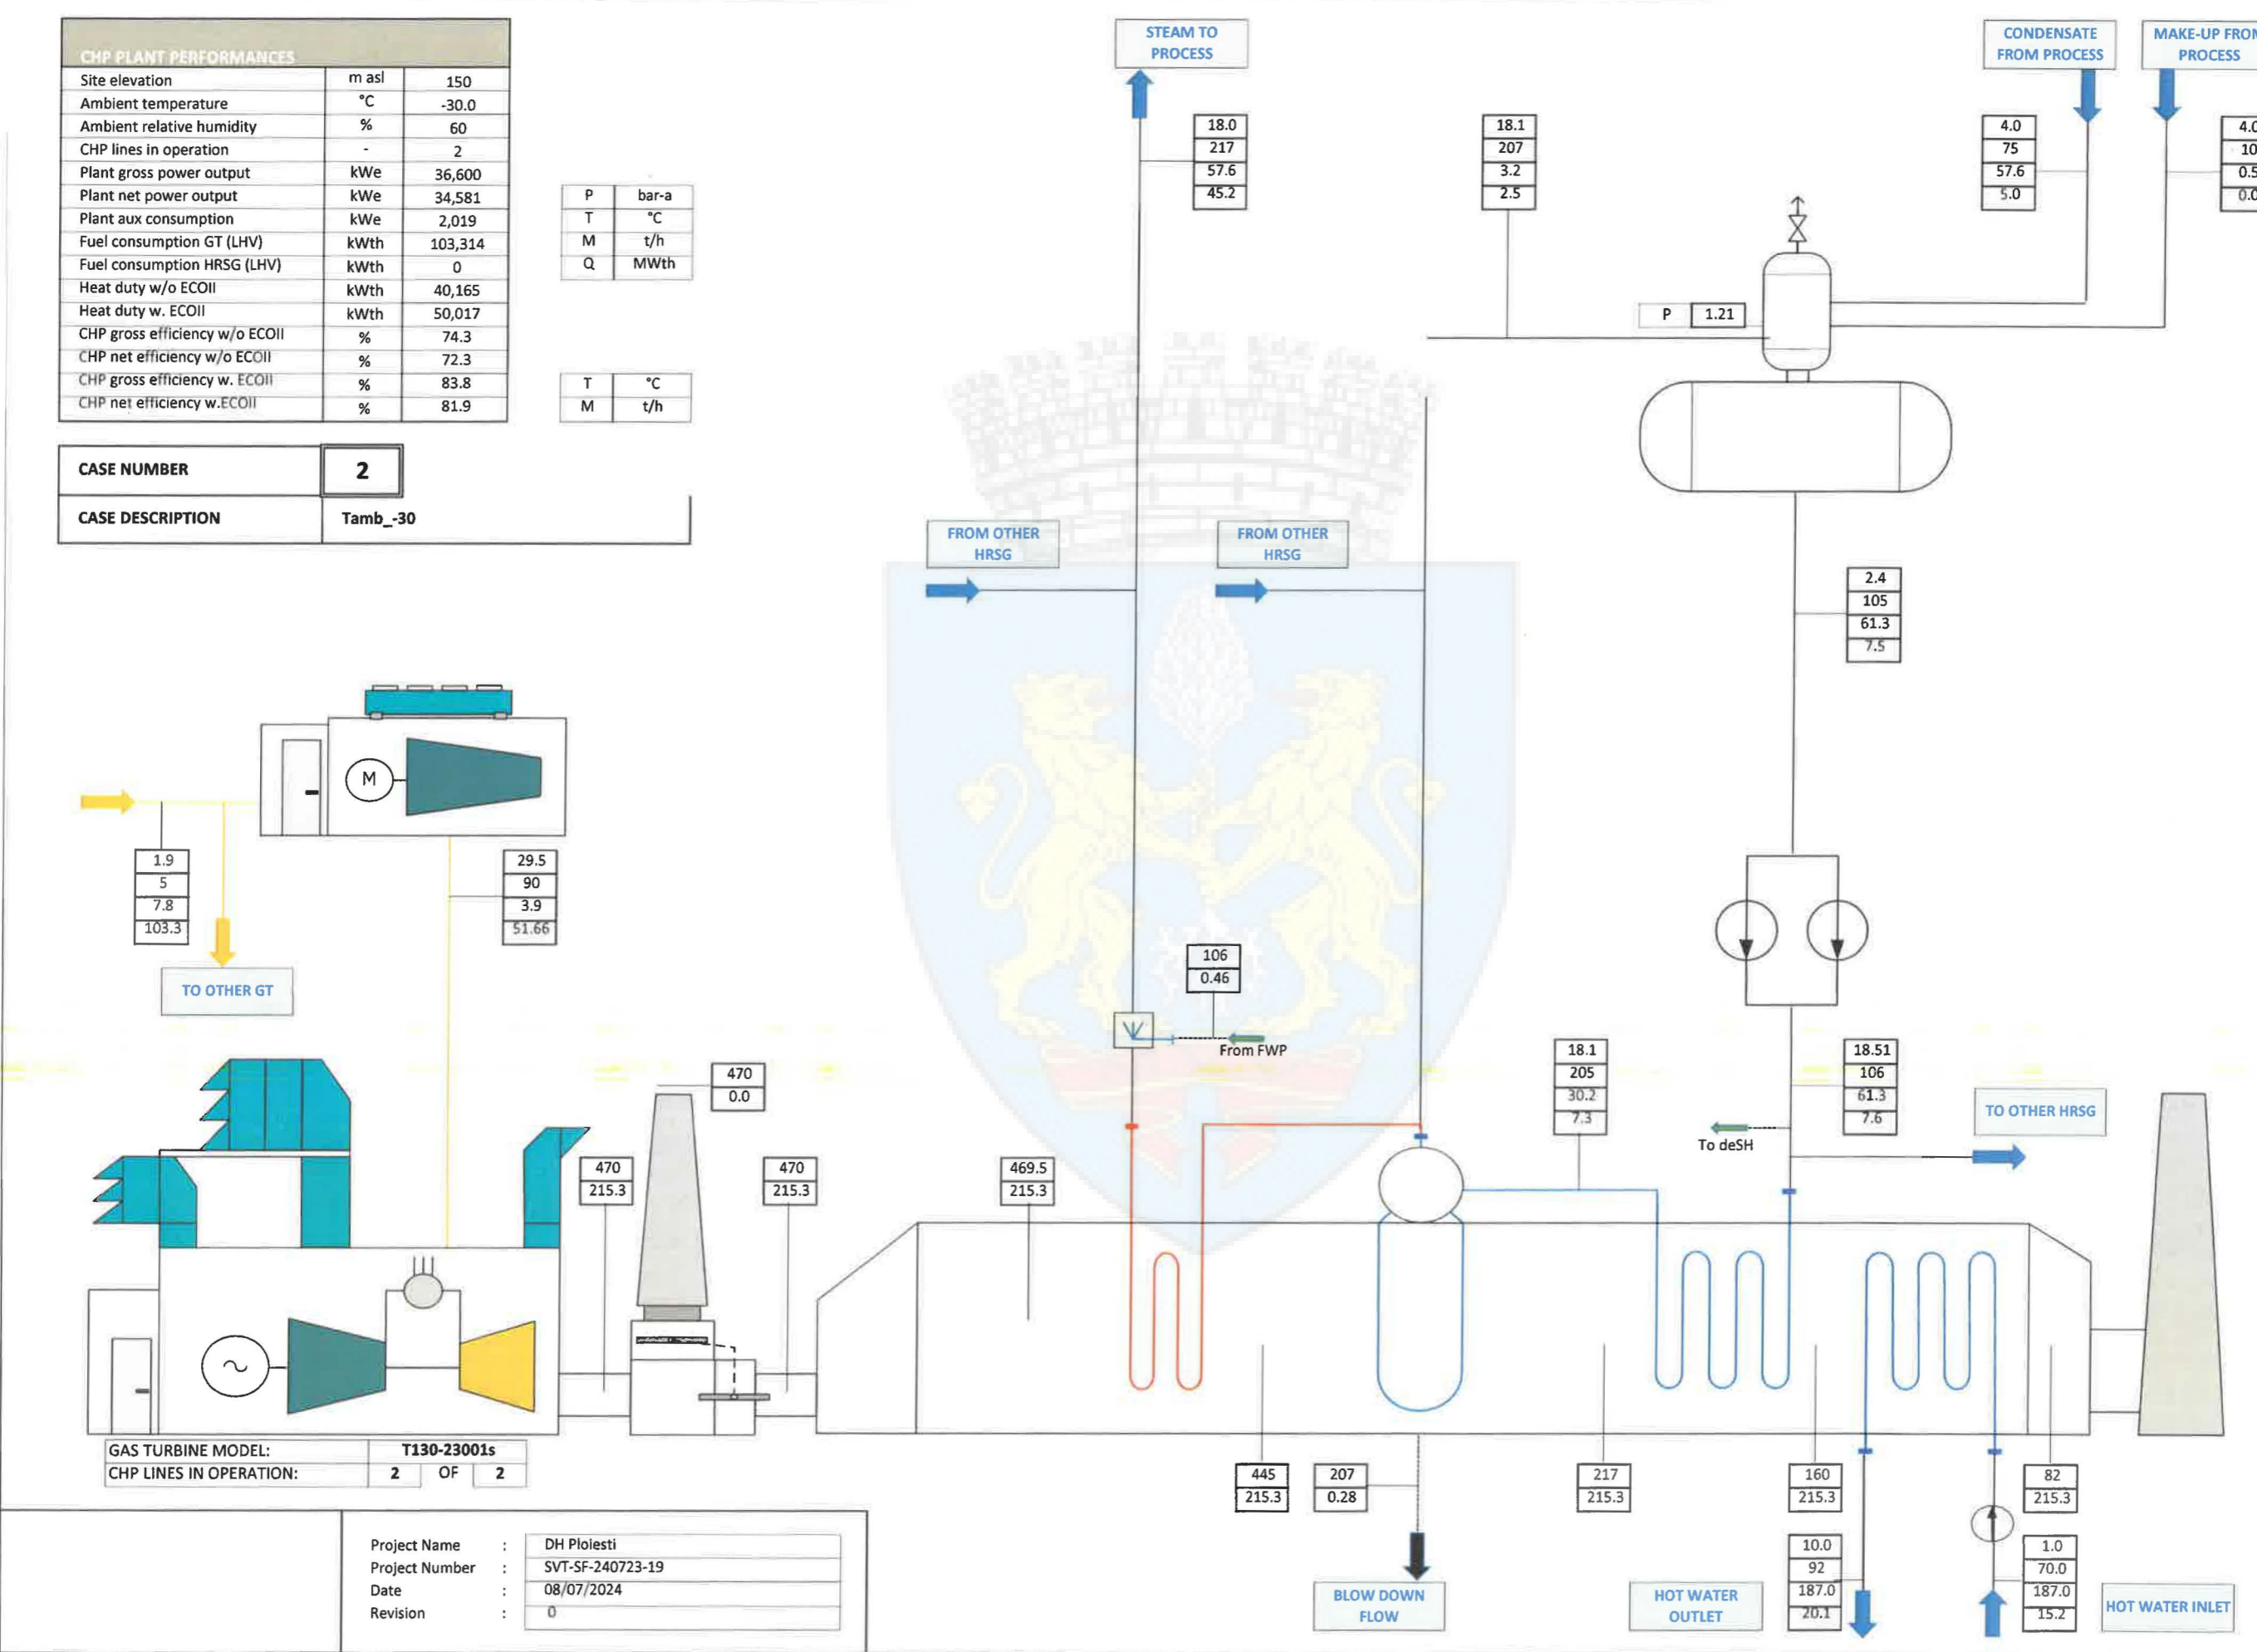 CHP PLANT PERFORMANCES
Site elevation m asl 150
Ambient temperature °C -30.0
Ambient relative humidity % 60
CHP lines in operation - 2
Plant gross power output kWe 36,600
Plant net power output kWe 34,581
Plant aux consumption kWe 2,019
Fuel consumption GT (LHV) kWth 103,314
Fuel consumption HRSG (LHV) kWth 0
Heat duty w/o ECOII kWth 40,165
Heat duty w. ECOII kWth 50,017
CHP gross efficiency w/o ECOII % 74.3
CHP net efficiency w/o ECOII % 72.3
CHP gross efficiency w. ECOII % 83.8
CHP net efficiency w.ECOII % 81.9
P bar-a
T °C
M t/h
Q MWth
T °C
M t/h
CASE NUMBER 2
CASE DESCRIPTION Tamb_-30
STEAM TO
PROCESS
18.0
217
57.6
45.2
18.1
207
3.2
2.5
CONDENSATE
FROM PROCESS
4.0
75
57.6
5.0
MAKE-UP FROM
PROCESS
4.0
10
0.5
0.0
P 1.21
FROM OTHER
HRSG
FROM OTHER
HRSG
2.4
105
61.3
7.5
M
1.9
5
7.8
103.3
29.5
90
3.9
51.66
TO OTHER GT
106
0.46
From FWP
18.1
205
30.2
7.3
18.51
106
61.3
7.6
To deSH
TO OTHER HRSG
470
0.0
470
215.3
470
215.3
469.5
215.3
GAS TURBINE MODEL: T130-23001s
CHP LINES IN OPERATION: 2 OF 2
445
215.3
207
0.28
217
215.3
160
215.3
82
215.3
BLOW DOWN
FLOW
HOT WATER
OUTLET
10.0
92
187.0
20.1
1.0
70.0
187.0
15.2
HOT WATER INLET
Project Name : DH Ploiesti
Project Number : SVT-SF-240723-19
Date : 08/07/2024
Revision : 0